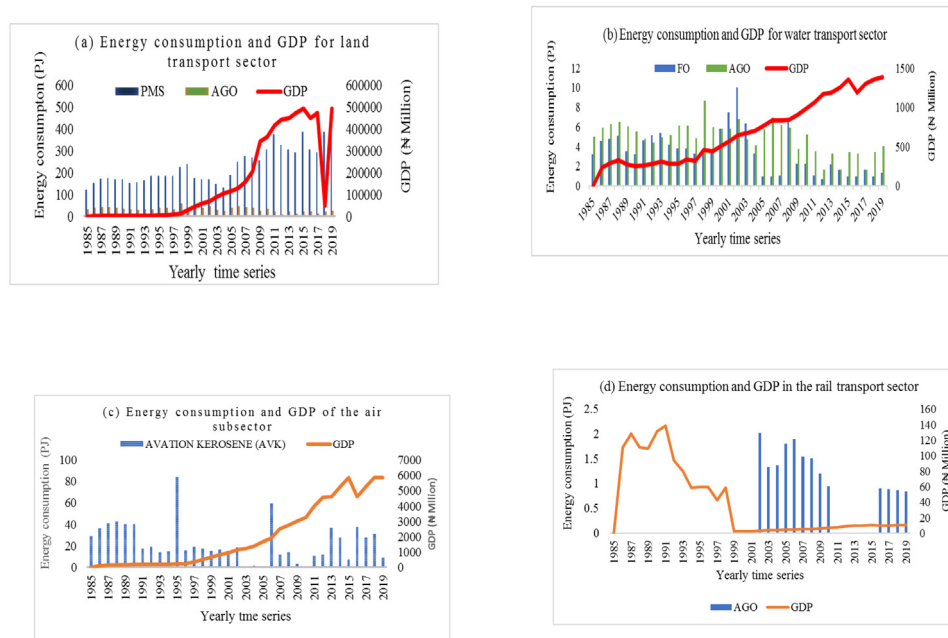 (a) Energy consumption and GDP for land
transport sector
PMS AGO GDP
Energy consumption (PJ)
600
500
400
300
200
100
0
600000
500000
400000
300000
200000
100000
0
GDP (₦ Million)
1985 1987 1989 1991 1993 1995 1997 1999 2001 2003 2005 2007 2009 2011 2013 2015 2017 2019
Yearly time series
(b) Energy consumption and GDP for water transport sector
FO AGO GDP
Energy consumption (PJ)
12
10
8
6
4
2
0
1500
1000
500
0
GDP (₦ Million)
1985 1987 1989 1991 1993 1995 1997 1999 2001 2003 2005 2007 2009 2011 2013 2015 2017 2019
Yearly time series
(c) Energy consumption and GDP of the air
subsector
AVATION KEROSENE (AVK) GDP
Energy consumption (PJ)
100
80
60
40
20
0
7000
6000
5000
4000
3000
2000
1000
0
GDP (₦ Million)
1985 1987 1989 1991 1993 1995 1997 1999 2001 2003 2005 2007 2009 2011 2013 2015 2017 2019
Yearly tme series
(d) Energy consumption and GDP in the rail transport sector
Energy consumption (PJ)
2.5
2
1.5
1
0.5
0
160
140
120
100
80
60
40
20
0
GDP (₦ Million)
1985 1987 1989 1991 1993 1995 1997 1999 2001 2003 2005 2007 2009 2011 2013 2015 2017 2019
Yearly time series
AGO GDP